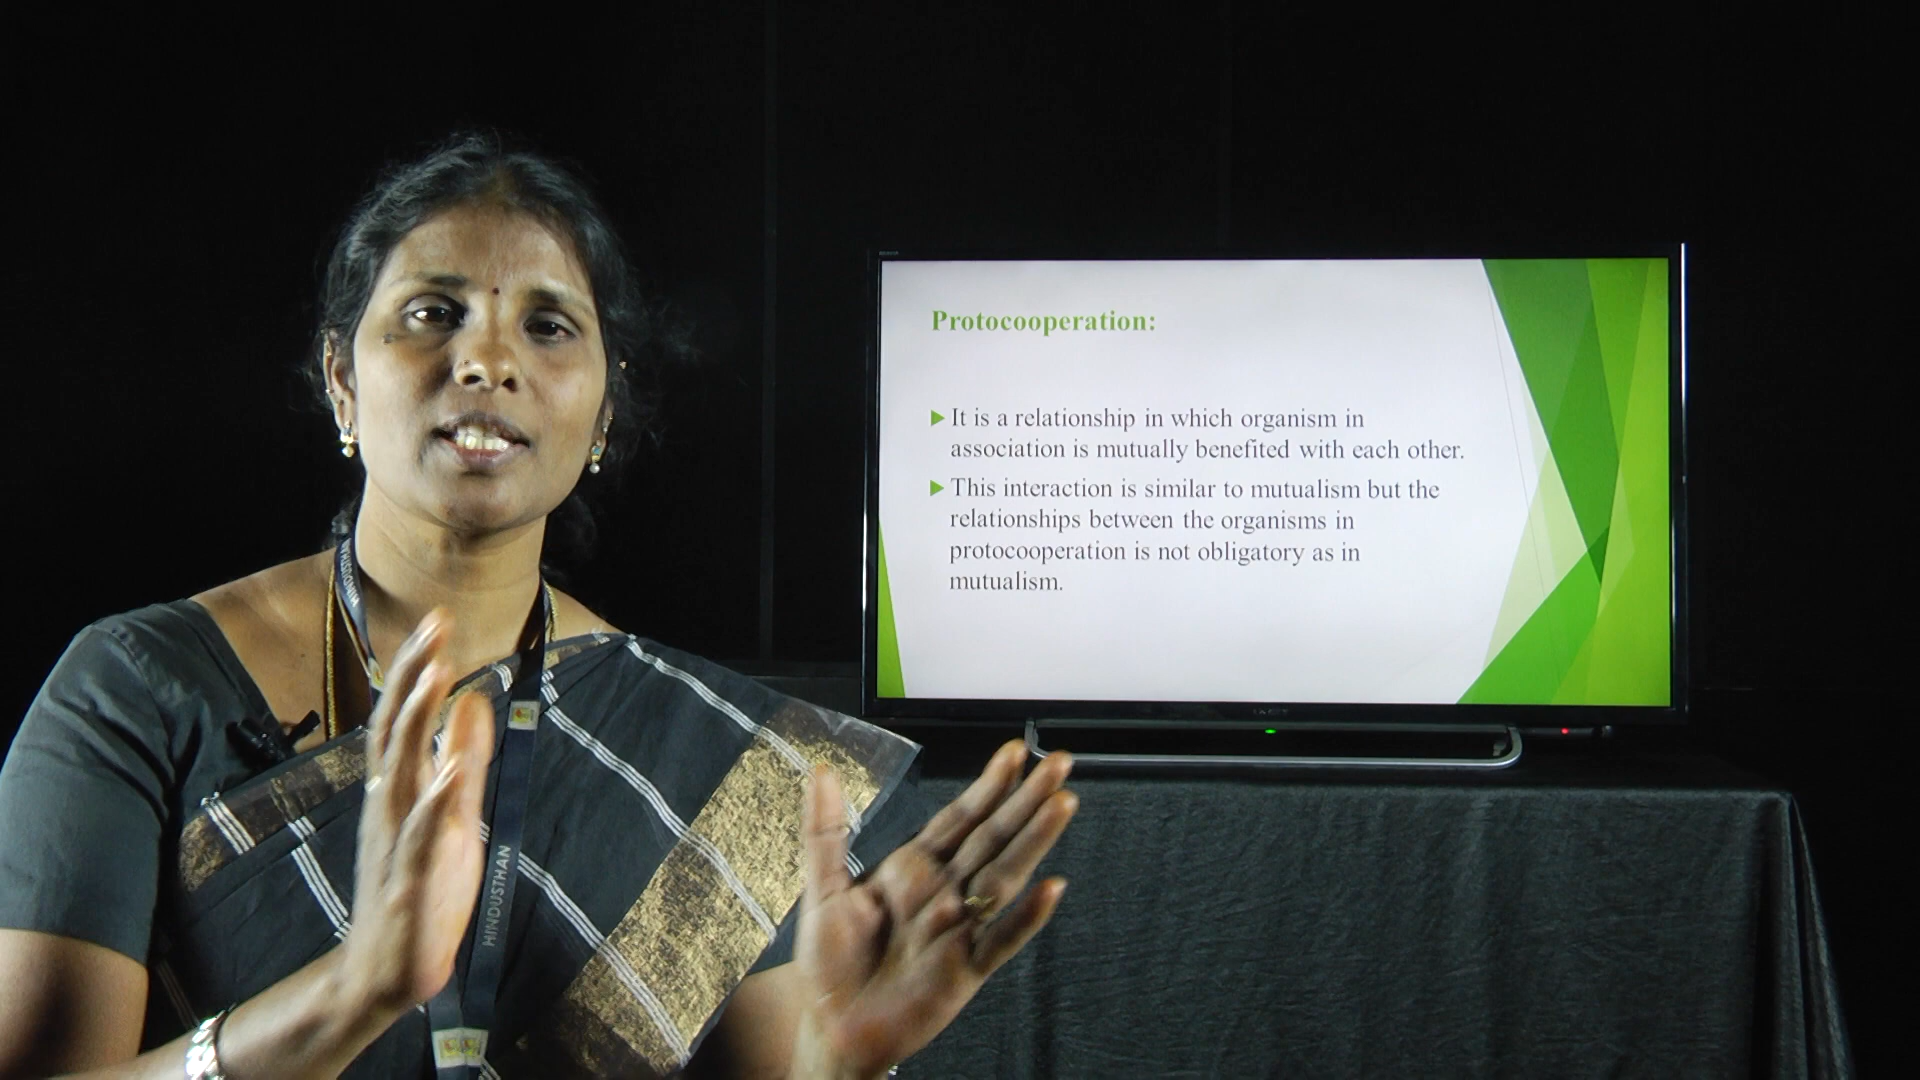 Protocooperation:
It is a relationship in which organism in
association is mutually benefited with each other.
This interaction is similar to mutualism but the
relationships between the organisms in
protocooperation is not obligatory as in
mutualism.
HINDUSTHAN
HINDUSTHAN